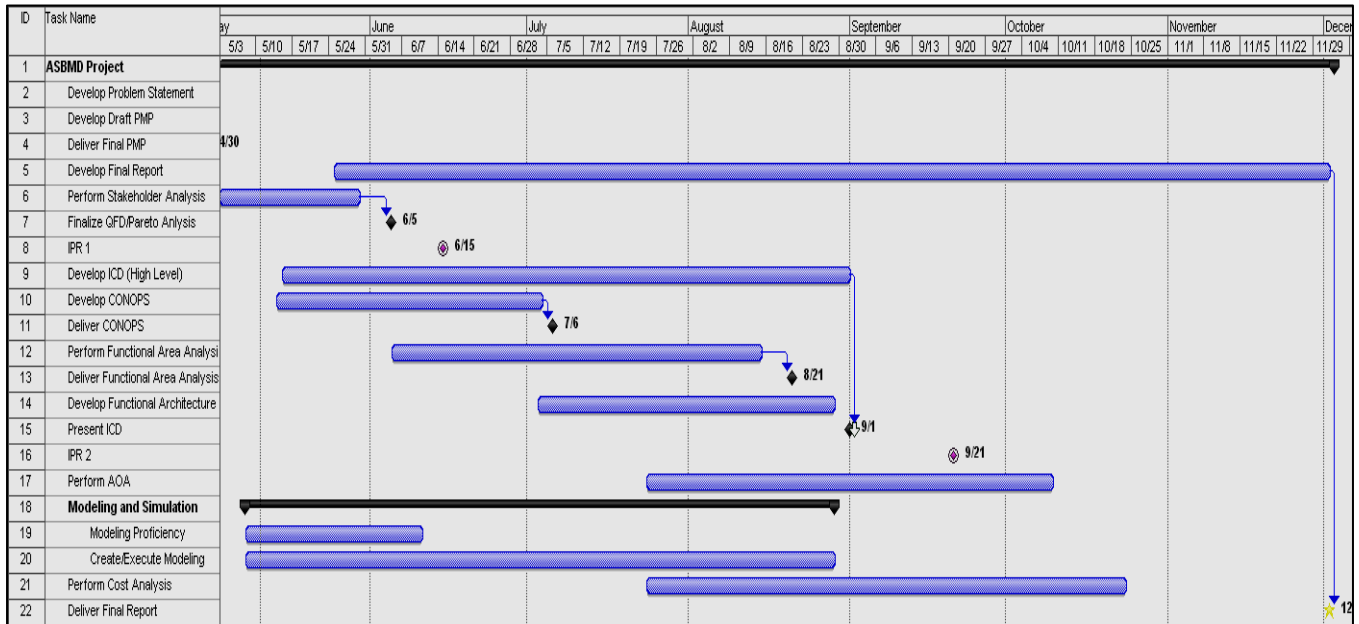 ID Task Name ay June July August September October November Decer
5/3 5/10 5/17 5/24 5/31 6/7 6/14 6/21 6/28 7/5 7/12 7/19 7/26 8/2 8/9 8/16 8/23 8/30 9/6 9/13 9/20 9/27 10/4 10/11 10/18 10/25 11/1 11/8 11/15 11/22 11/29
1 ASBMD Project
2 Develop Problem Statement
3 Develop Draft PMP
4 Deliver Final PMP 4/30
5 Develop Final Report
6 Perform Stakeholder Analysis
7 Finalize QFD/Pareto Anlysis 6/5
8 IPR 1 6/15
9 Develop ICD (High Level)
10 Develop CONOPS
11 Deliver CONOPS 7/6
12 Perform Functional Area Analysi
13 Deliver Functional Area Analysis 8/21
14 Develop Functional Architecture
15 Present ICD 9/1
16 IPR 2 9/21
17 Perform AOA
18 Modeling and Simulation
19 Modeling Proficiency
20 Create/Execute Modeling
21 Perform Cost Analysis
22 Deliver Final Report 12